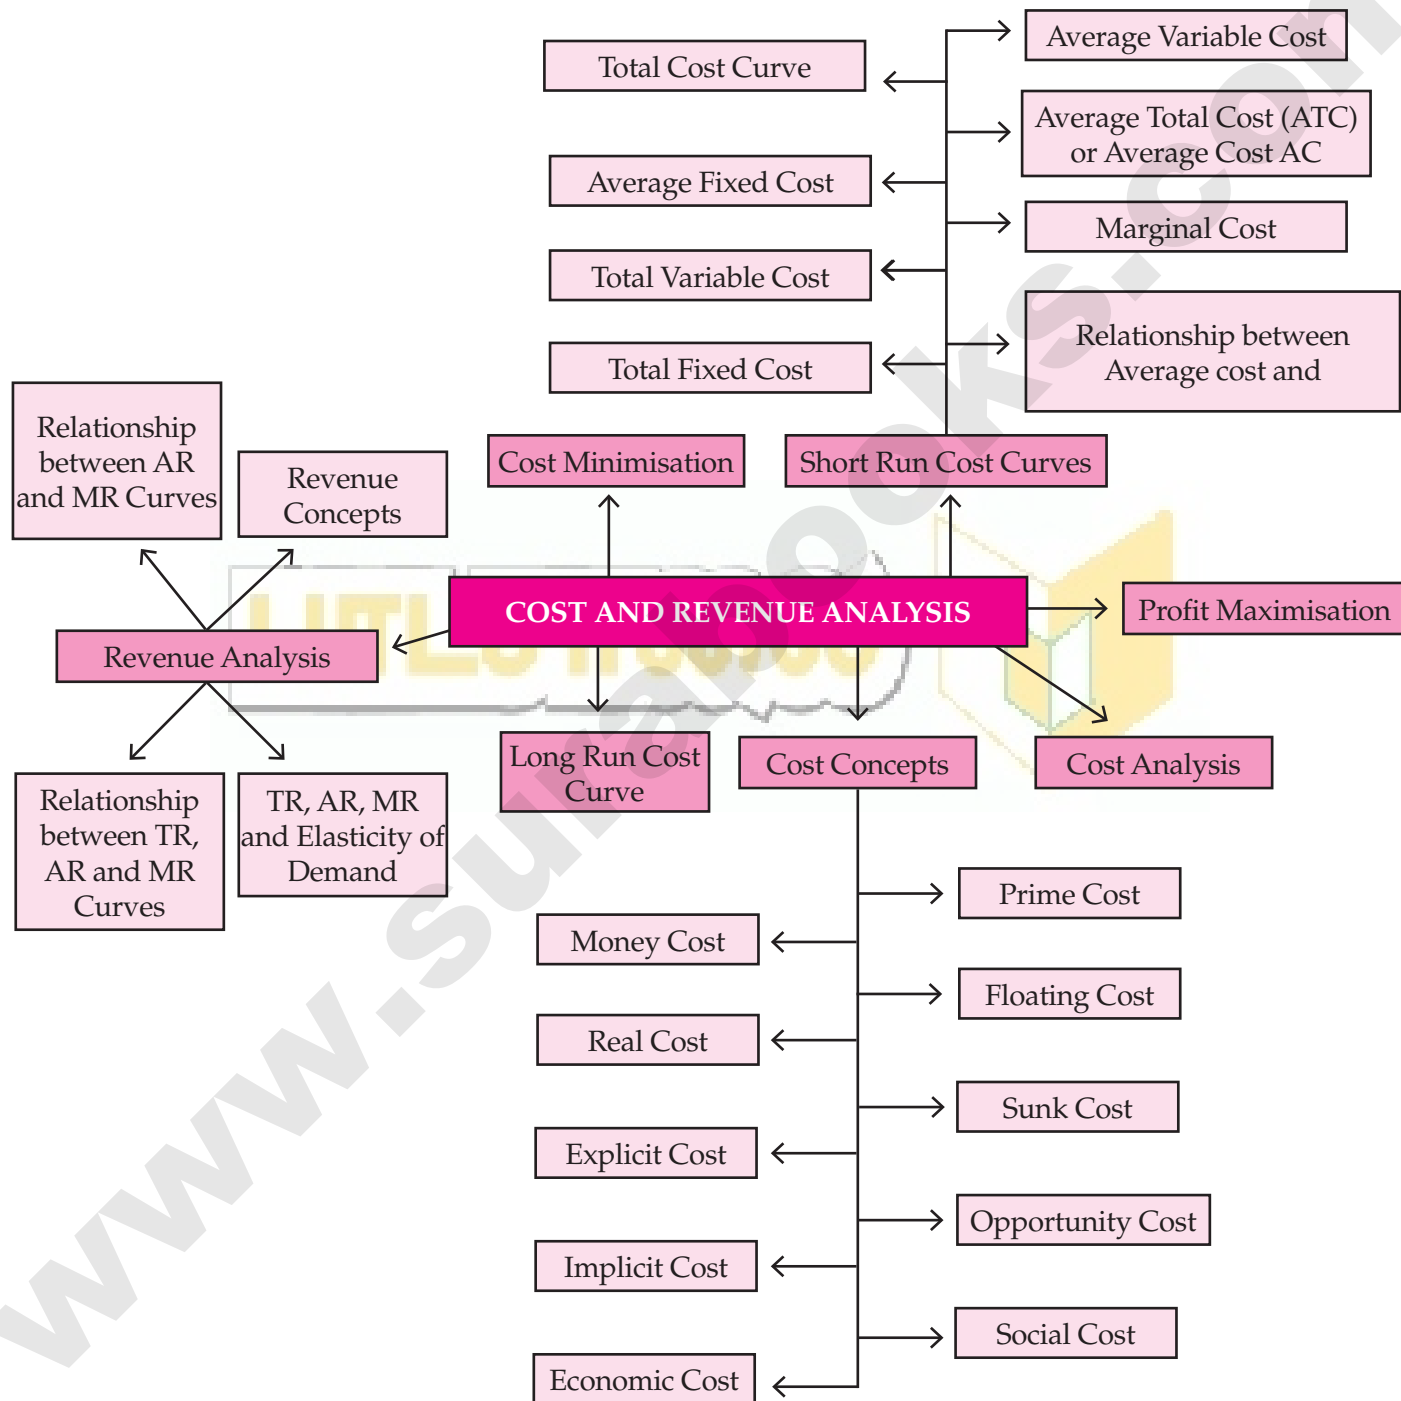 Average Variable Cost
Total Cost Curve
Average Total Cost (ATC)
or Average Cost AC
Average Fixed Cost
Marginal Cost
Total Variable Cost
Relationship between
Average cost and
Total Fixed Cost
Relationship
between AR
and MR Curves
Revenue
Concepts
Cost Minimisation
Short Run Cost Curves
COST AND REVENUE ANALYSIS
Profit Maximisation
Revenue Analysis
Long Run Cost
Curve
Cost Concepts
Cost Analysis
Relationship
between TR,
AR and MR
Curves
TR, AR, MR
and Elasticity of
Demand
Prime Cost
Money Cost
Floating Cost
Real Cost
Sunk Cost
Explicit Cost
Opportunity Cost
Implicit Cost
Social Cost
Economic Cost
www.surabooks.com